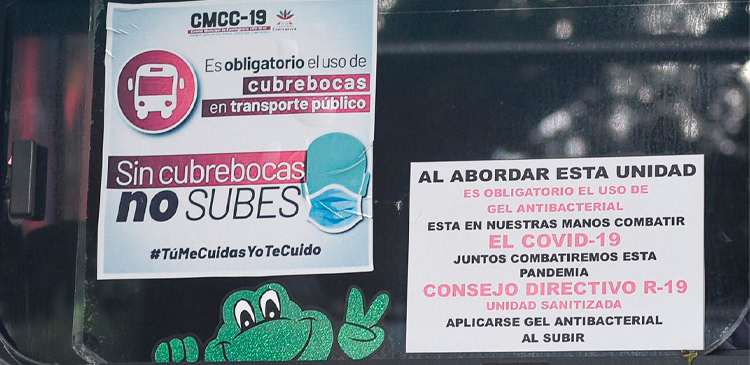 CMCC-19
Es obligatorio el uso de
cubrebocas
en transporte público
Sin cubrebocas
no SUBES
#TúMeCuidasYoTeCuido
AL ABORDAR ESTA UNIDAD
ES OBLIGATORIO EL USO DE
GEL ANTIBACTERIAL
ESTA EN NUESTRAS MANOS COMBATIR
EL COVID-19
JUNTOS COMBATIREMOS ESTA
PANDEMIA
CONSEJO DIRECTIVO R-19
UNIDAD SANITIZADA
APLICARSE GEL ANTIBACTERIAL
AL SUBIR